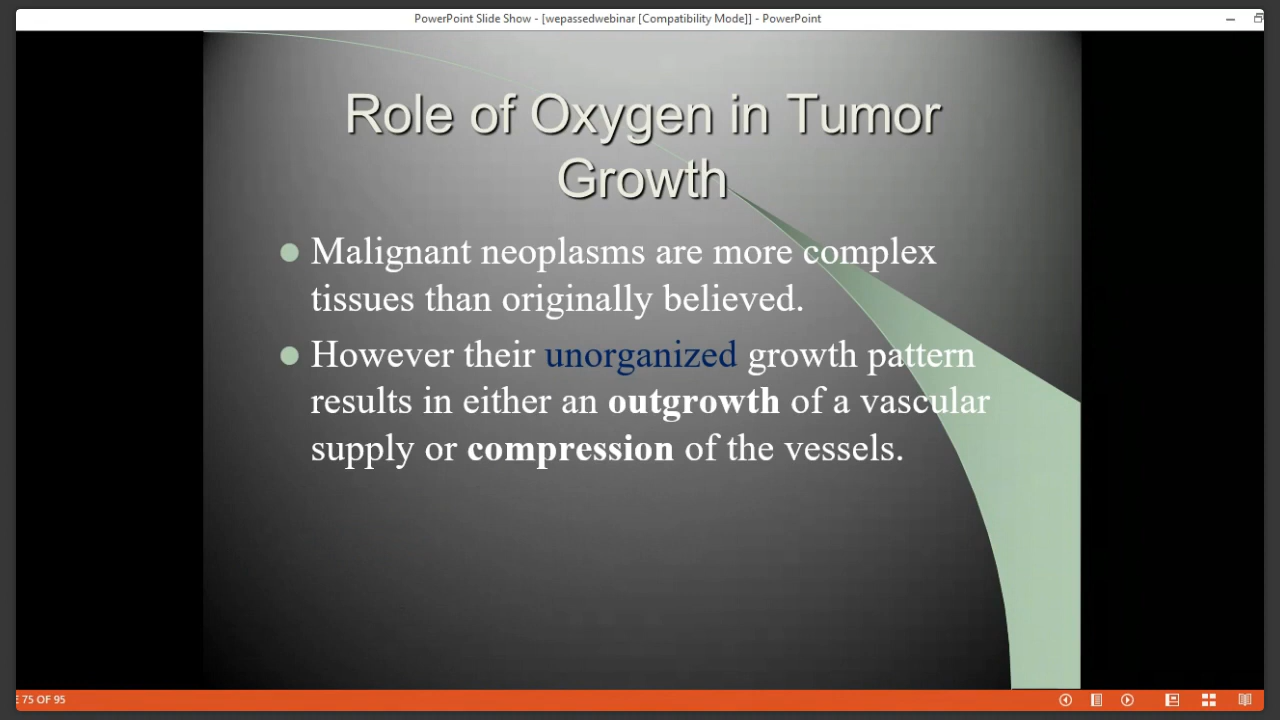 PowerPoint Slide Show - [wepassedwebinar [Compatibility Mode]] - PowerPoint
Role of Oxygen in Tumor
Growth
Malignant neoplasms are more complex
tissues than originally believed.
However their unorganized growth pattern
results in either an outgrowth of a vascular
supply or compression of the vessels.
75 OF 95